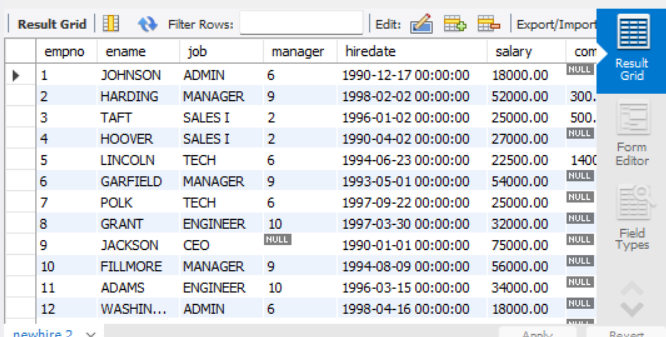 Result Grid Filter Rows: Edit: Export/Import
empno ename job manager hiredate salary com
1 JOHNSON ADMIN 6 1990-12-17 00:00:00 18000.00 NULL
2 HARDING MANAGER 9 1998-02-02 00:00:00 52000.00 300.
3 TAFT SALES I 2 1996-01-02 00:00:00 25000.00 500.
4 HOOVER SALES I 2 1990-04-02 00:00:00 27000.00 NULL
5 LINCOLN TECH 6 1994-06-23 00:00:00 22500.00 1400
6 GARFIELD MANAGER 9 1993-05-01 00:00:00 54000.00 NULL
7 POLK TECH 6 1997-09-22 00:00:00 25000.00 NULL
8 GRANT ENGINEER 10 1997-03-30 00:00:00 32000.00 NULL
9 JACKSON CEO NULL 1990-01-01 00:00:00 75000.00 NULL
10 FILLMORE MANAGER 9 1994-08-09 00:00:00 56000.00 NULL
11 ADAMS ENGINEER 10 1996-03-15 00:00:00 34000.00 NULL
12 WASHIN... ADMIN 6 1998-04-16 00:00:00 18000.00 NULL
NULL
newhire 2
Apply Revert
Result
Grid
Form
Editor
Field
Types